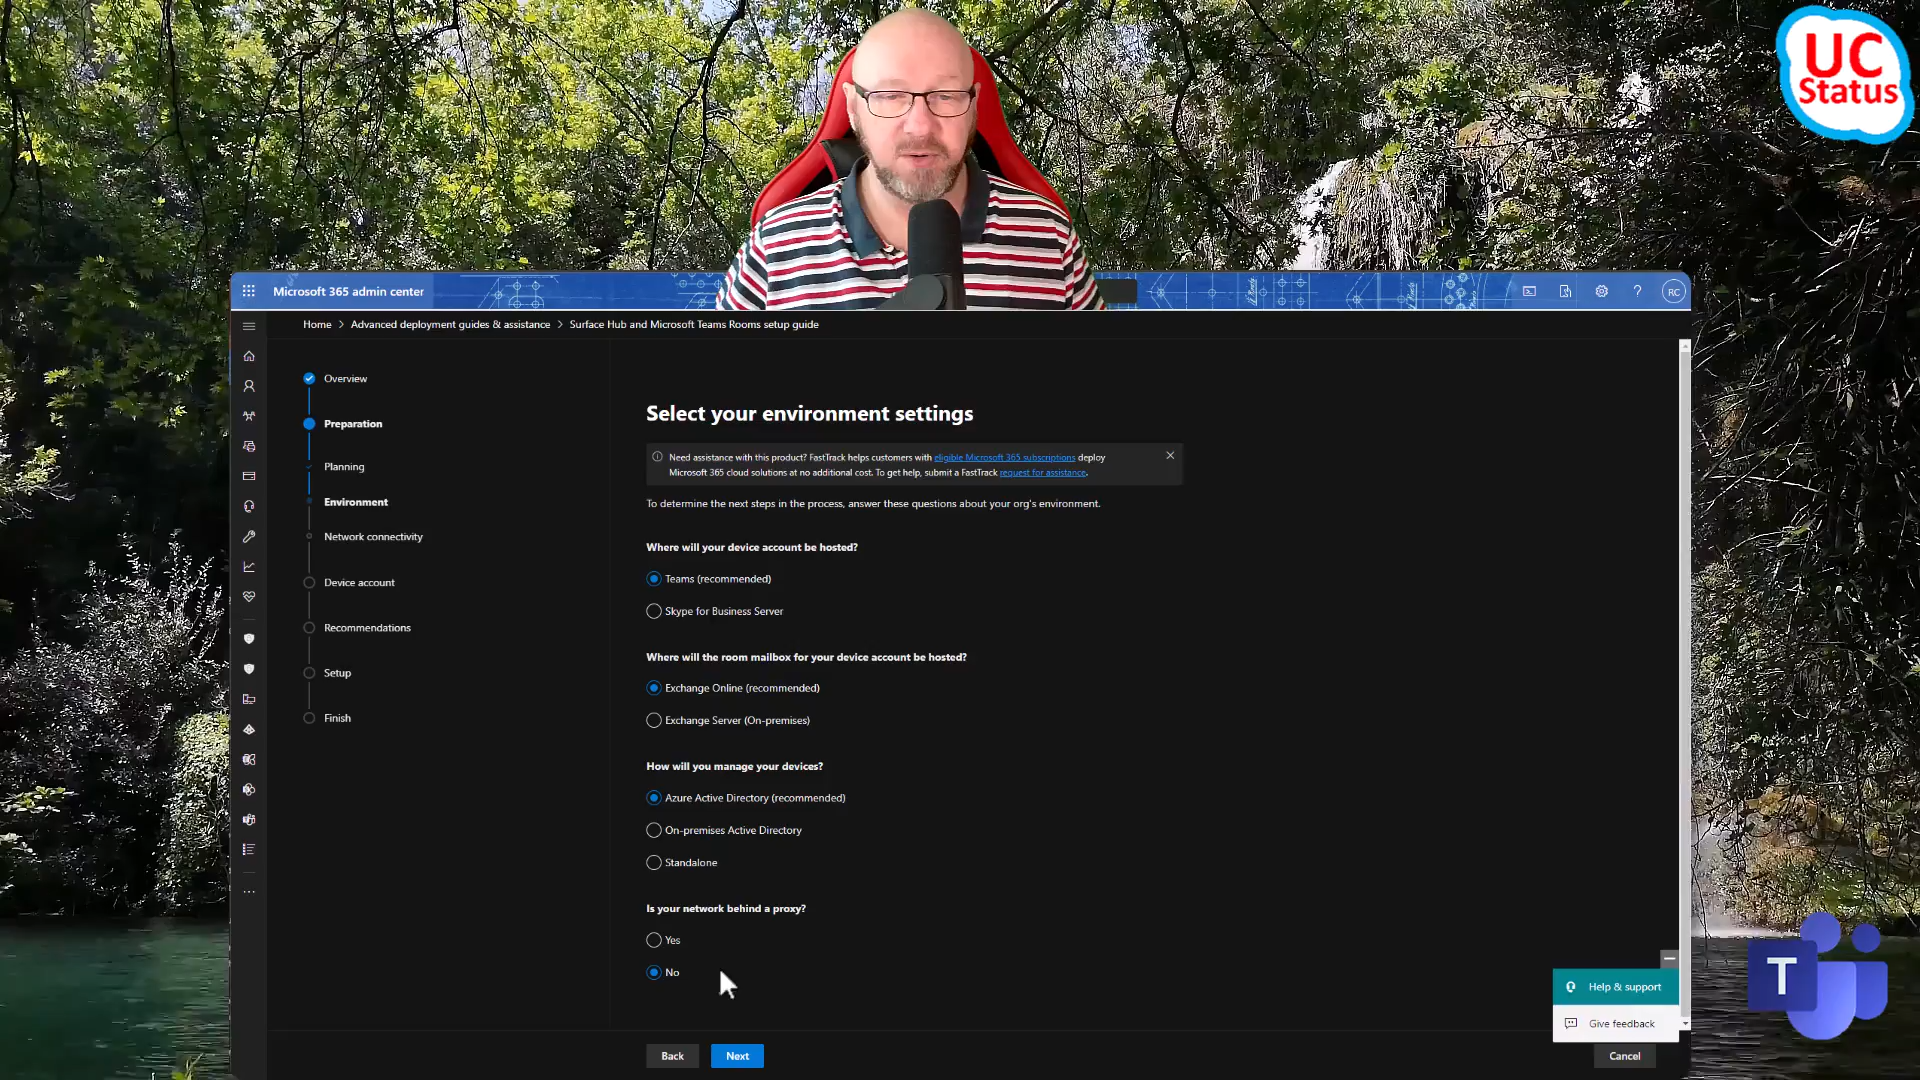 UC
Status
Microsoft 365 admin center
RC
Home > Advanced deployment guides & assistance > Surface Hub and Microsoft Teams Rooms setup guide
Overview
Preparation
Planning
Environment
Network connectivity
Device account
Recommendations
Setup
Finish
Select your environment settings
Need assistance with this product? FastTrack helps customers with eligible Microsoft 365 subscriptions deploy
Microsoft 365 cloud solutions at no additional cost. To get help, submit a FastTrack request for assistance.
To determine the next steps in the process, answer these questions about your org's environment.
Where will your device account be hosted?
Teams (recommended)
Skype for Business Server
Where will the room mailbox for your device account be hosted?
Exchange Online (recommended)
Exchange Server (On-premises)
How will you manage your devices?
Azure Active Directory (recommended)
On-premises Active Directory
Standalone
Is your network behind a proxy?
Yes
No
Help & support
Give feedback
Back
Next
Cancel
T